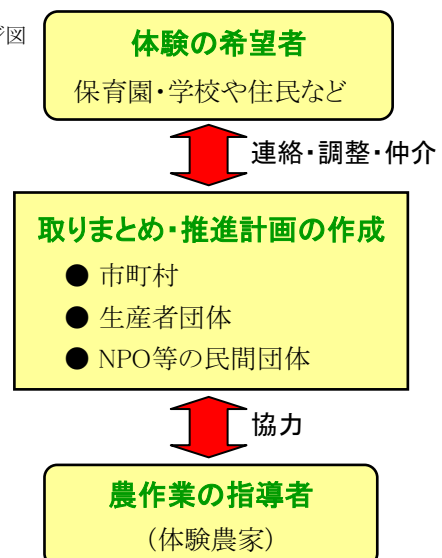 ジ図
体験の希望者
保育園・学校や住民など
連絡・調整・仲介
取りまとめ・推進計画の作成
● 市町村
● 生産者団体
● NPO等の民間団体
協力
農作業の指導者
（体験農家）